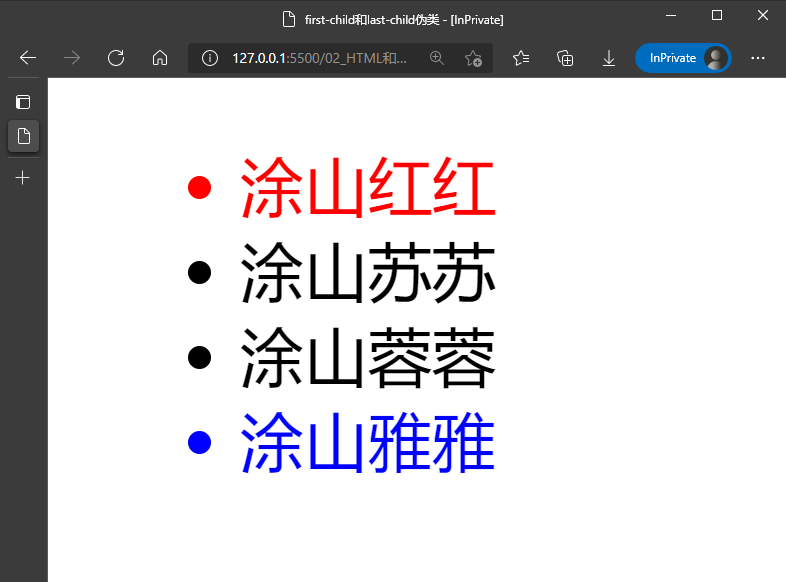 first-child和last-child伪类 - [InPrivate]
127.0.0.1:5500/02_HTML和...
InPrivate
涂山红红
涂山苏苏
涂山蓉蓉
涂山雅雅